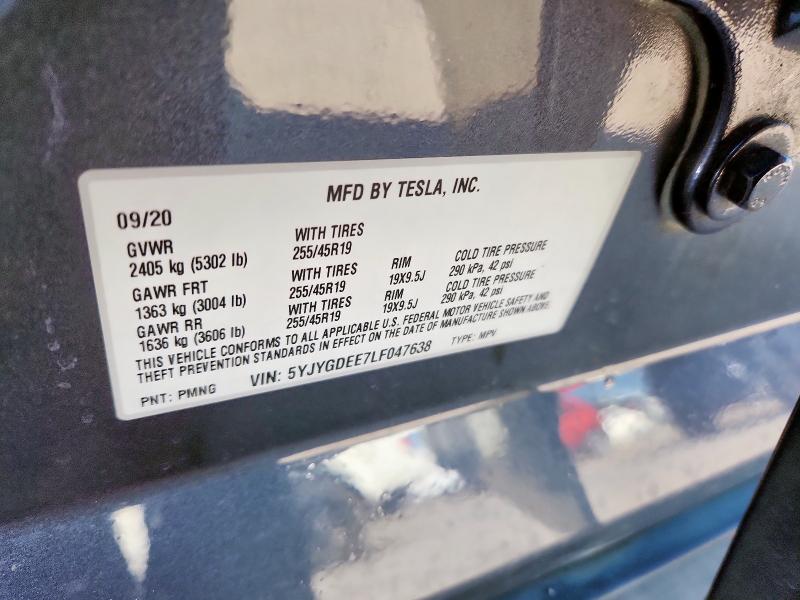 MFD BY TESLA, INC.
09/20
GVWR WITH TIRES
2405 kg (5302 lb) 255/45R19
GAWR FRT WITH TIRES RIM COLD TIRE PRESSURE
1363 kg (3004 lb) 255/45R19 19X9.5J 290 kPa, 42 psi
GAWR RR WITH TIRES RIM COLD TIRE PRESSURE
1636 kg (3606 lb) 255/45R19 19X9.5J 290 kPa, 42 psi
THIS VEHICLE CONFORMS TO ALL APPLICABLE U.S. FEDERAL MOTOR VEHICLE SAFETY AND
THEFT PREVENTION STANDARDS IN EFFECT ON THE DATE OF MANUFACTURE SHOWN ABOVE.
PNT: PMNG VIN: 5YJYGDEE7LF047638 TYPE: MPV